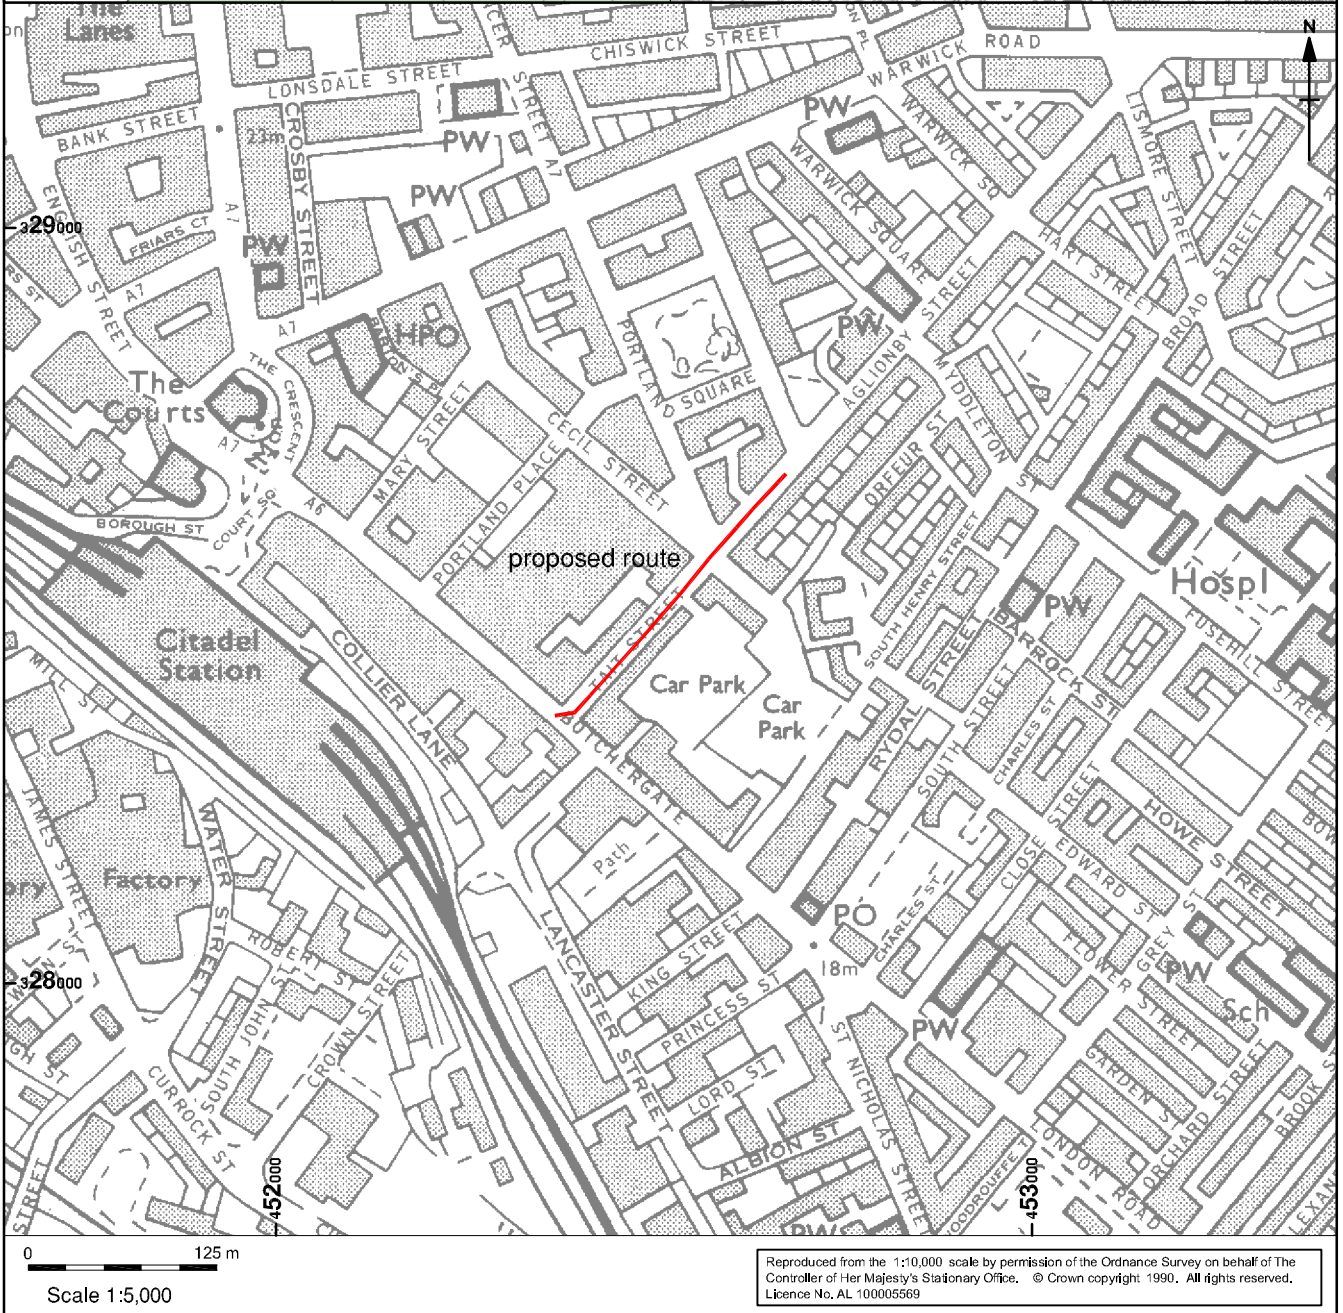 The
Lanes
CHISWICK STREET
WARWICK ROAD
LONSDALE STREET
SPENCER STREET
BANK STREET
23m
CROSBY STREET
PW
PW
PW
WARWICK SQ
WARWICK SQUARE
LISMORE STREET
N
A7
A7
ENGLISH STREET
FRIARS CT
PW
PW
329000
HART STREET
BROAD STREET
A7
A7
HPO
PORTLAND SQUARE
PW
AGLIONBY STREET
MYDDLETON ST
THE CRESCENT
The
Courts
A7
MARY STREET
CECIL STREET
PORTLAND PLACE
ORFEUR ST
BOROUGH ST
COURT SQ
A6
proposed route
TAIT STREET
SOUTH HENRY STREET
Hospl
PW
Citadel
Station
COLLIER LANE
MILL ST
Car Park
Car
Park
BARROCK ST
FUSEHILL STREET
RYDAL STREET
SOUTH STREET
CHARLES ST
BOTCHERGATE
JAMES STREET
WATER STREET
Factory
Path
CLOSE STREET
EDWARD ST
HOWE STREET
PO
18m
CHARLES ST
LANCASTER STREET
KING STREET
PRINCESS ST
LORD ST
ALBION ST
ST NICHOLAS STREET
ROBERT ST
SOUTH JOHN ST
CROWN STREET
CURROCK ST
328000
FLOWER STREET
GREY ST
PW
Sch
PW
GARDEN S
ORCHARD STREET
LONDON ROAD
BROOK S
WOODROUFFE T
STREET
PW
452000
453000
0 125 m
Scale 1:5,000
Reproduced from the 1:10,000 scale by permission of the Ordnance Survey on behalf of The
Controller of Her Majesty's Stationary Office. © Crown copyright 1990. All rights reserved.
Licence No. AL 100005569